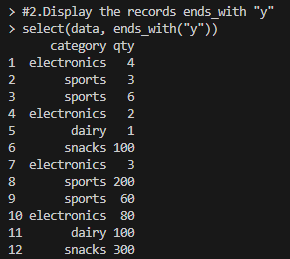 > #2.Display the records ends_with "y"
> select(data, ends_with("y"))
category qty
1 electronics 4
2 sports 3
3 sports 6
4 electronics 2
5 dairy 1
6 snacks 100
7 electronics 3
8 sports 200
9 sports 60
10 electronics 80
11 dairy 100
12 snacks 300